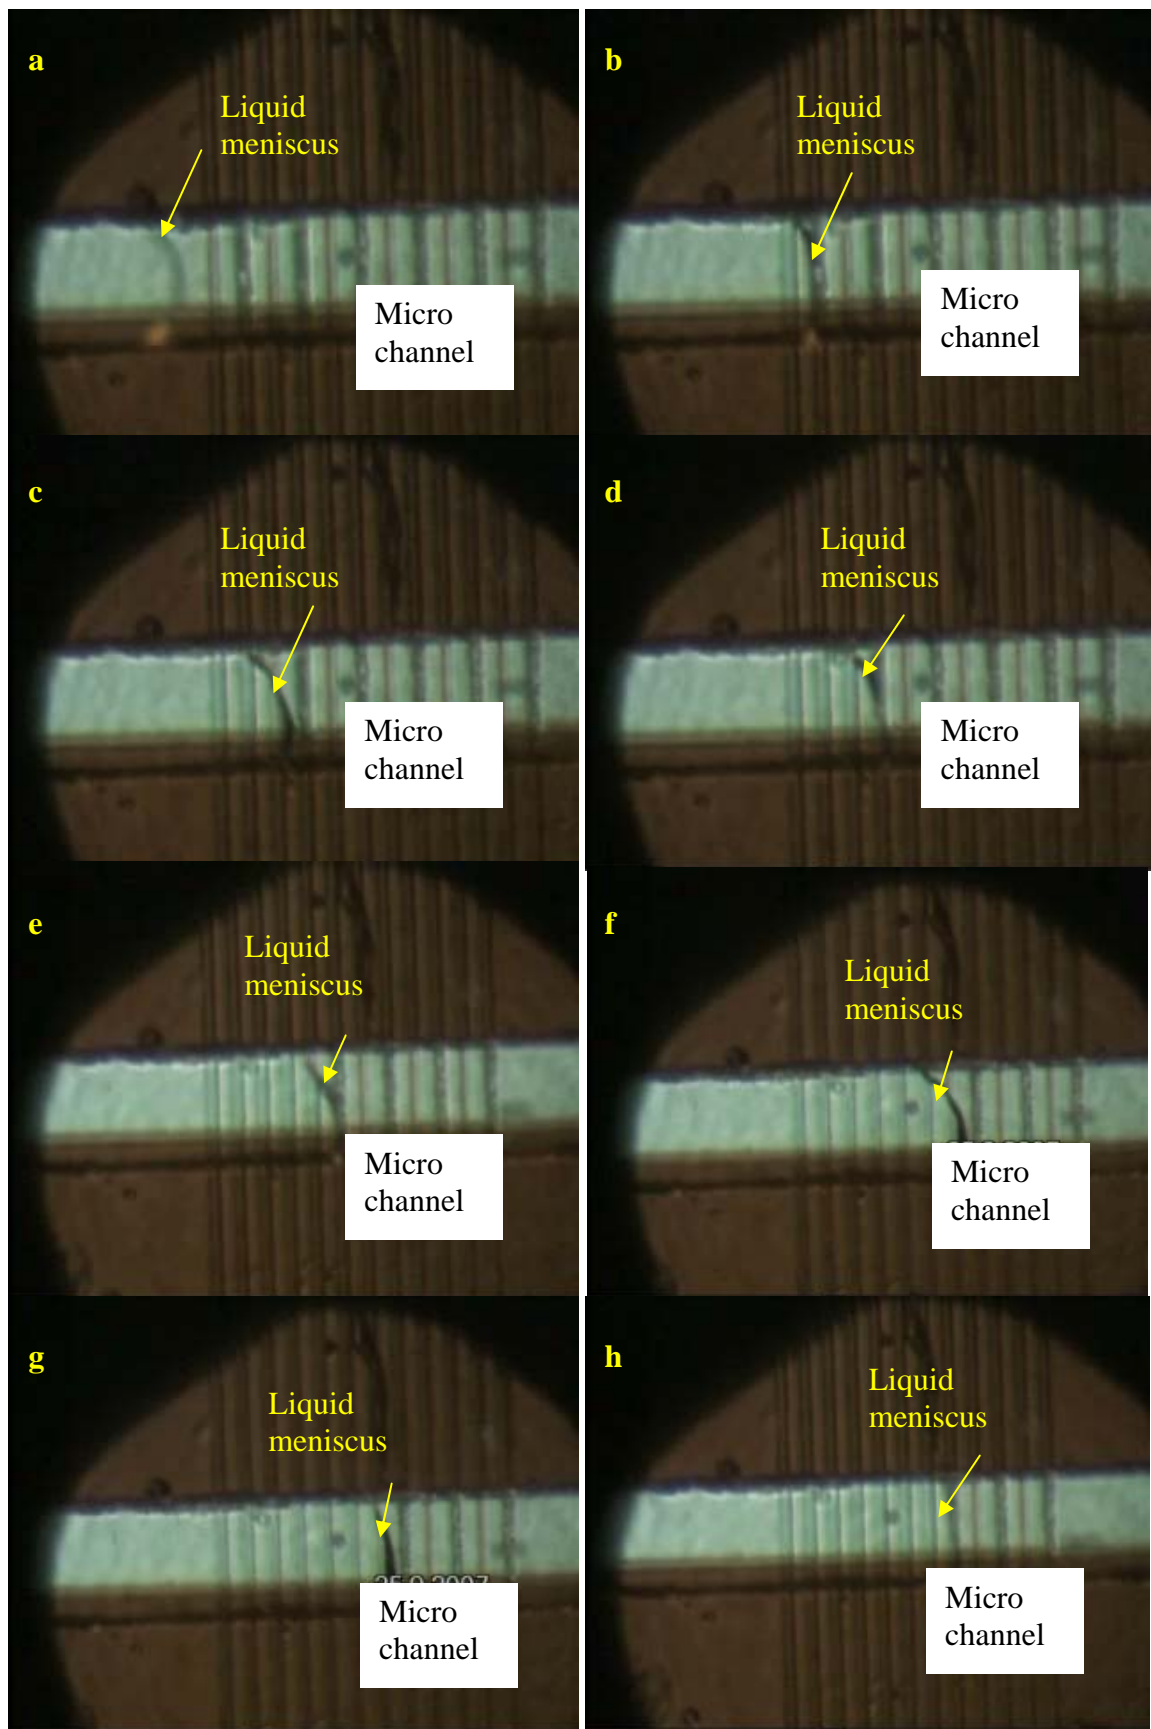 a
Liquid
meniscus
Micro
channel
b
Liquid
meniscus
Micro
channel
c
Liquid
meniscus
Micro
channel
d
Liquid
meniscus
Micro
channel
e
Liquid
meniscus
Micro
channel
f
Liquid
meniscus
Micro
channel
g
Liquid
meniscus
Micro
channel
h
Liquid
meniscus
Micro
channel